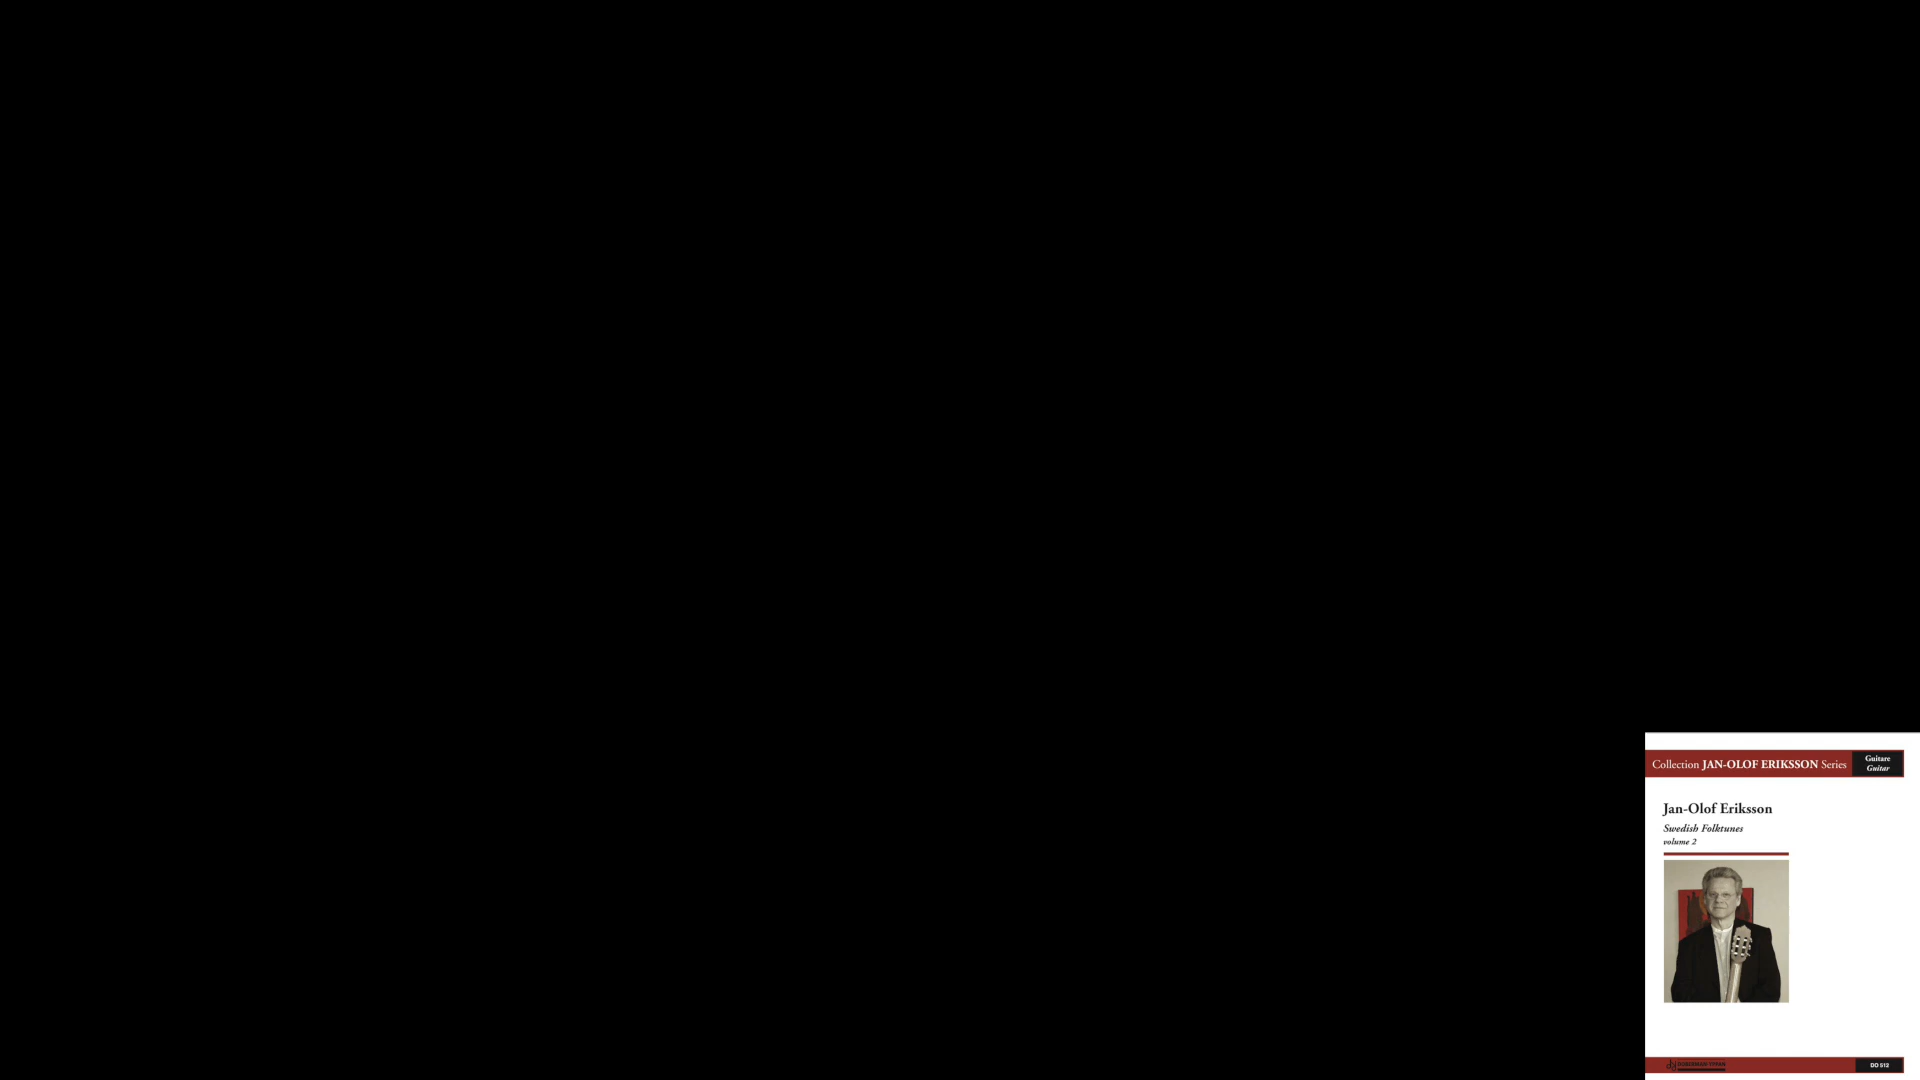 Collection JAN-OLOF ERIKSSON Series
Guitare
Guitar
Jan-Olof Eriksson
Swedish Folktunes
volume 2
DO 512